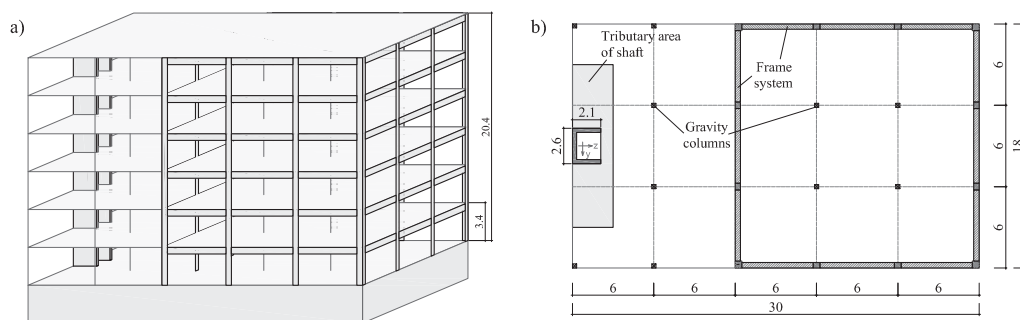 a)
20.4
3.4
b)
Tributary area
of shaft
Frame
system
2.1
2.6
z
y
Gravity
columns
6
6
6
18
6
6
6
6
6
30